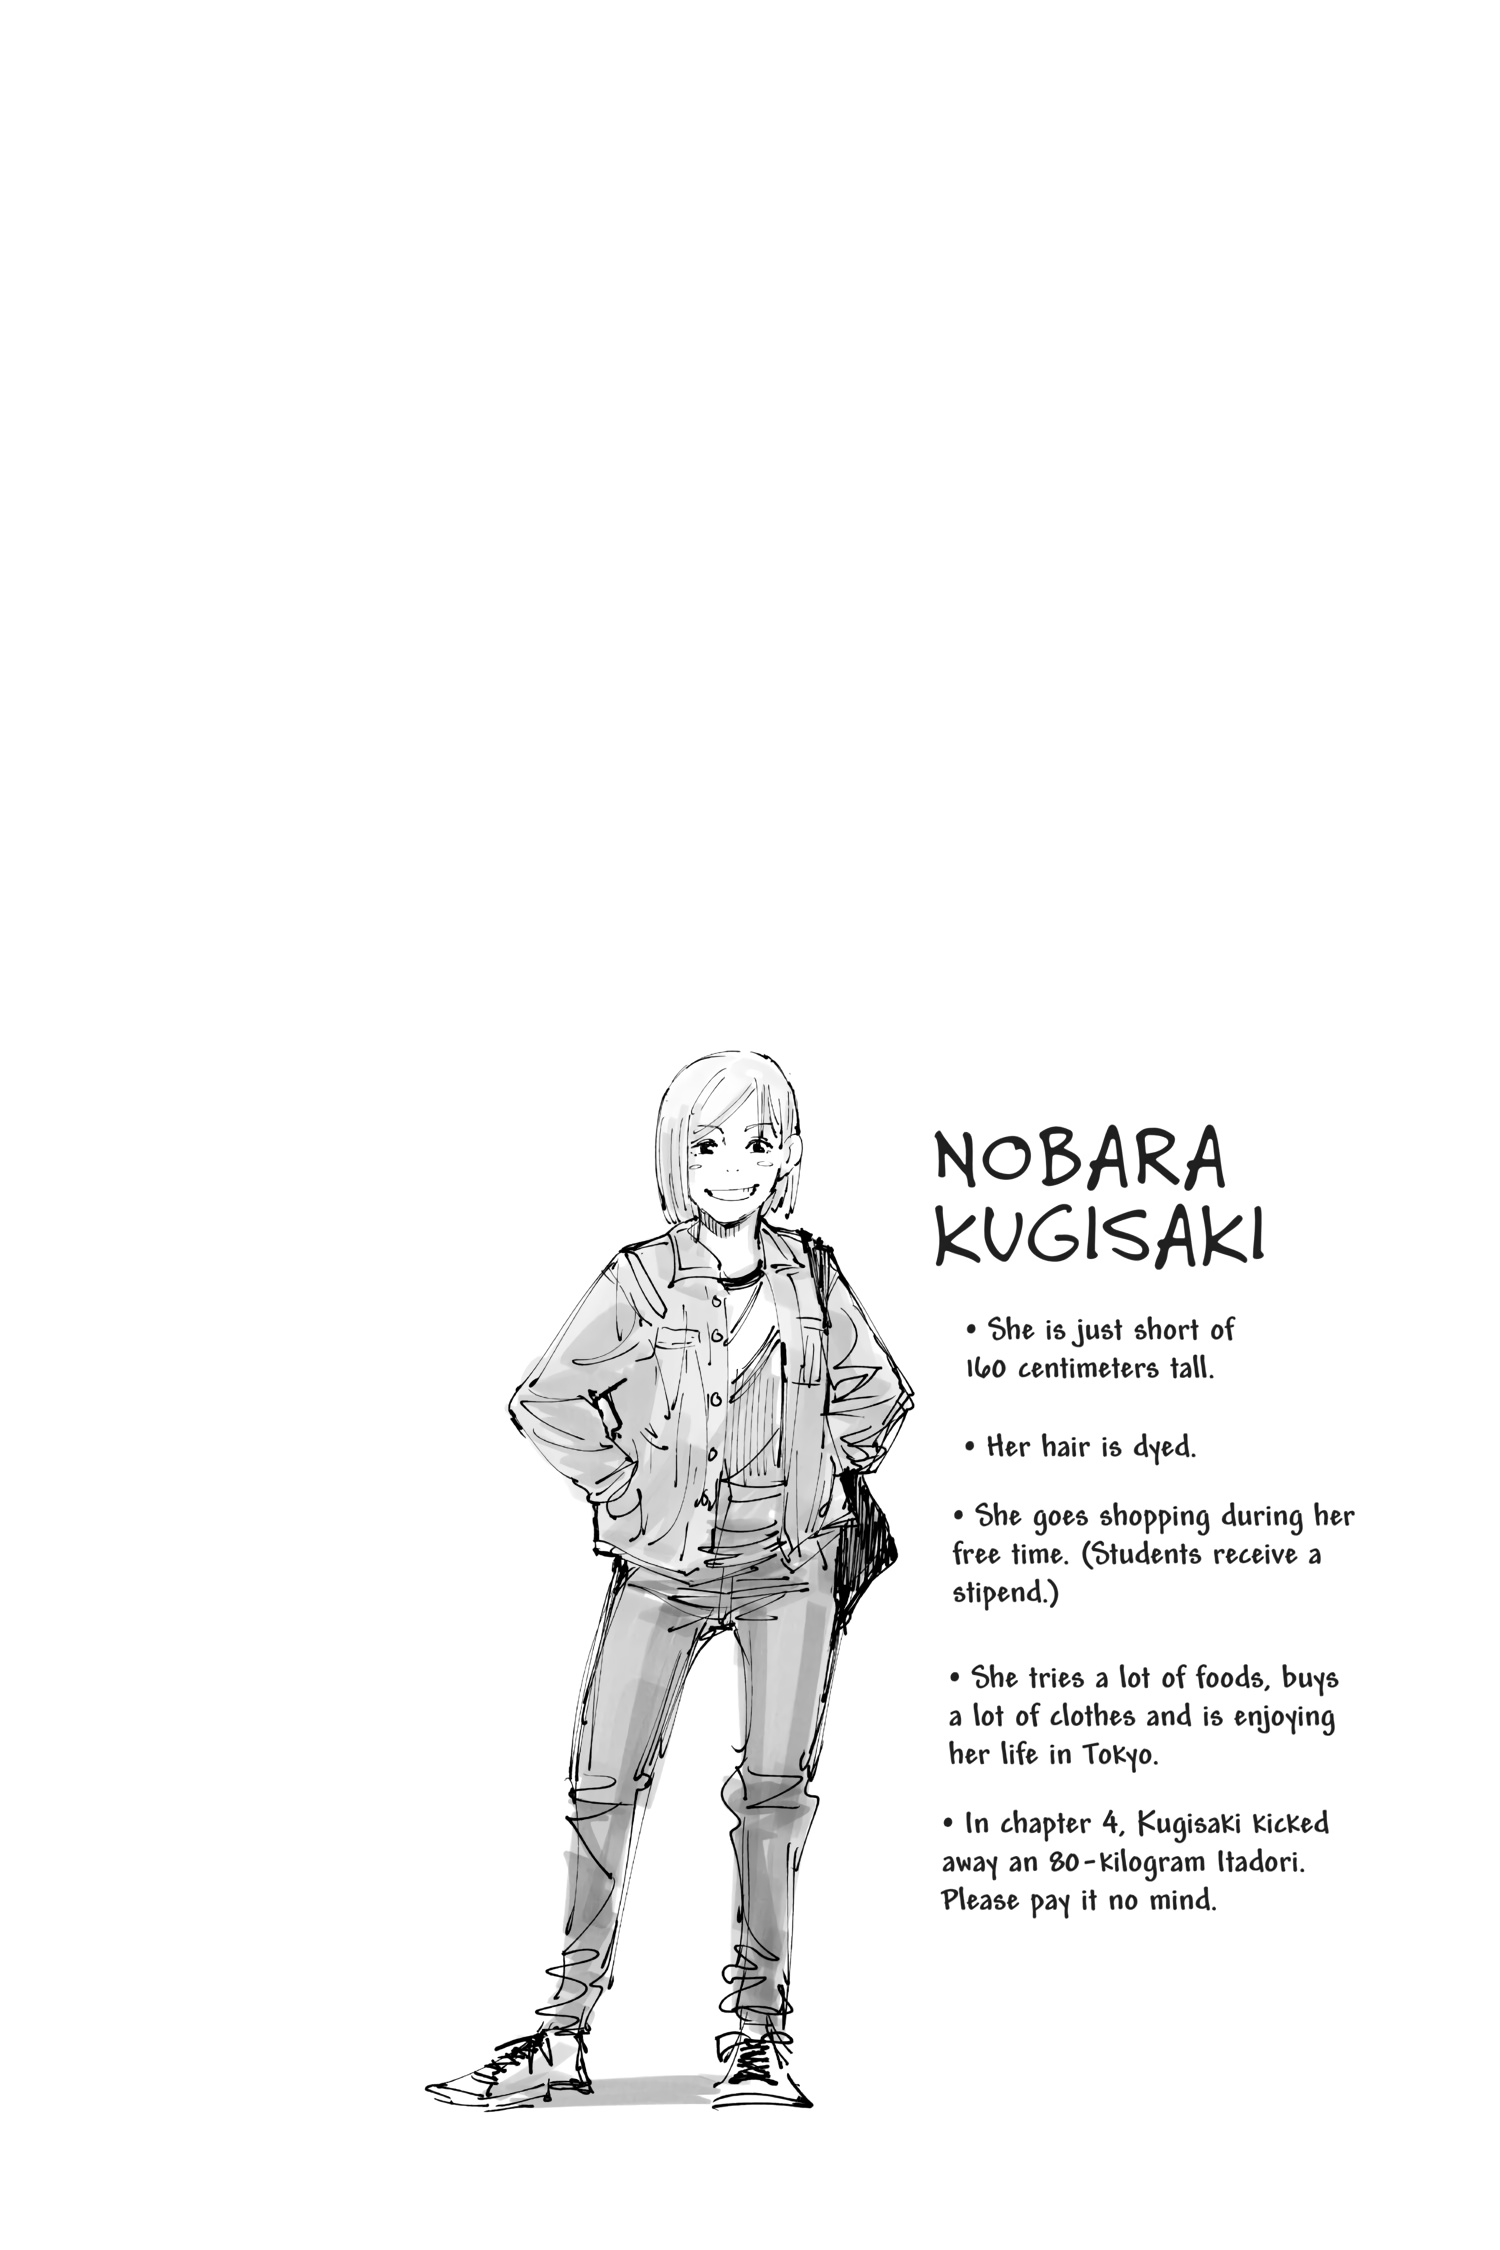 NOBARA
KUGISAKI
• She is just short of
160 centimeters tall.
• Her hair is dyed.
• She goes shopping during her
free time. (Students receive a
stipend.)
• She tries a lot of foods, buys
a lot of clothes and is enjoying
her life in Tokyo.
• In chapter 4, Kugisaki kicked
away an 80-kilogram Itadori.
Please pay it no mind.